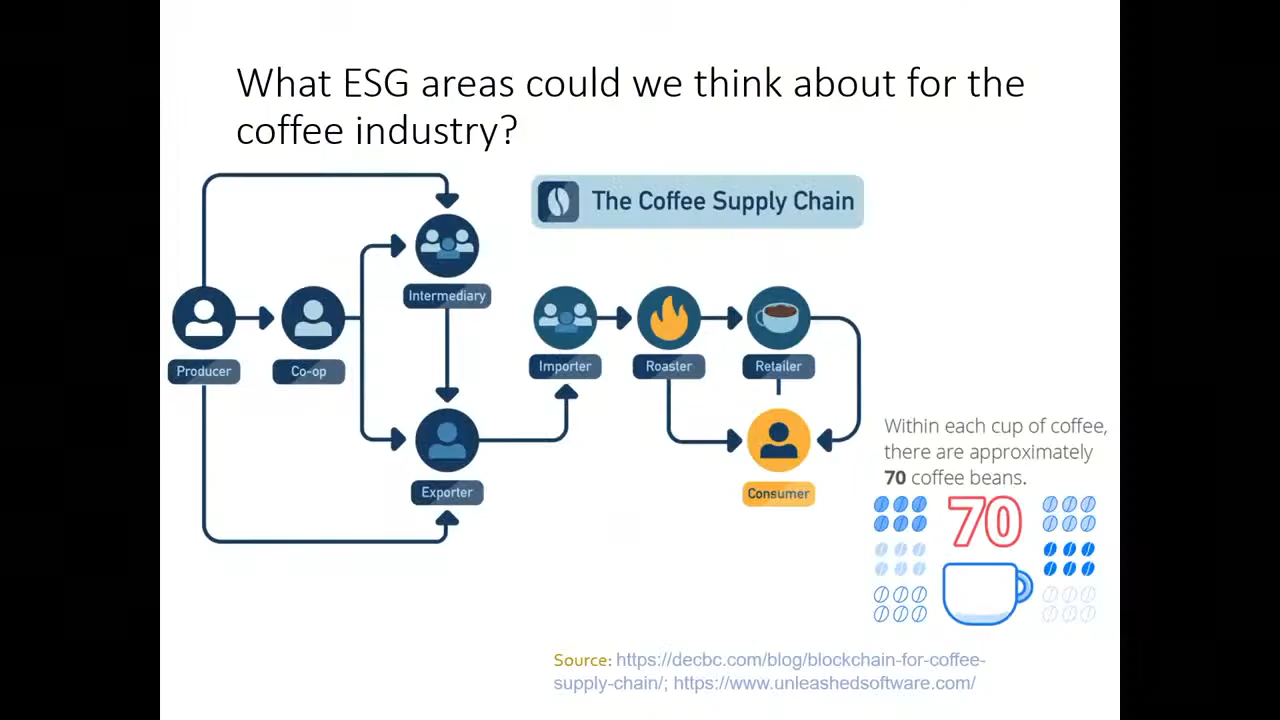 What ESG areas could we think about for the
coffee industry?
The Coffee Supply Chain
Intermediary
Producer
Co-op
Importer
Roaster
Retailer
Exporter
Consumer
Within each cup of coffee,
there are approximately
70 coffee beans.
70
Source: https://decbc.com/blog/blockchain-for-coffee-
supply-chain/; https://www.unleashedsoftware.com/